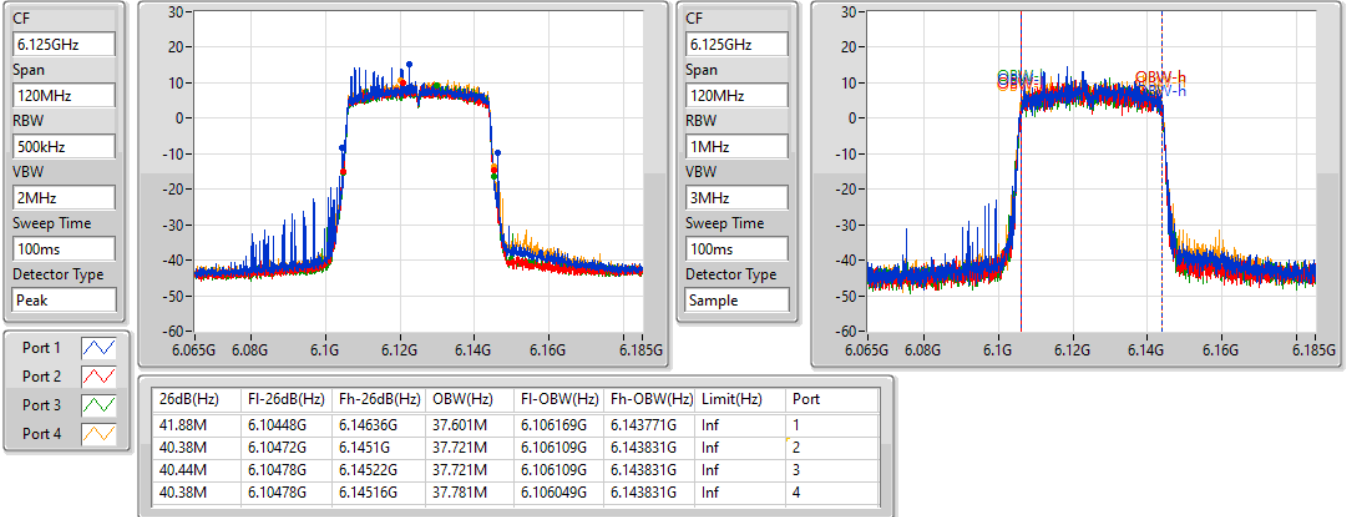 CF
6.125GHz
Span
120MHz
RBW
500kHz
VBW
2MHz
Sweep Time
100ms
Detector Type
Peak
30
20
10
0
-10
-20
-30
-40
-50
-60
6.065G 6.08G 6.1G 6.12G 6.14G 6.16G 6.185G
CF
6.125GHz
Span
120MHz
RBW
1MHz
VBW
3MHz
Sweep Time
100ms
Detector Type
Sample
30
20
10
0
-10
-20
-30
-40
-50
-60
OBW-h
6.065G 6.08G 6.1G 6.12G 6.14G 6.16G 6.185G
Port 1
Port 2
Port 3
Port 4
26dB(Hz) Fl-26dB(Hz) Fh-26dB(Hz) OBW(Hz) Fl-OBW(Hz) Fh-OBW(Hz) Limit(Hz) Port
41.88M 6.10448G 6.14636G 37.601M 6.106169G 6.143771G Inf 1
40.38M 6.10472G 6.1451G 37.721M 6.106109G 6.143831G Inf 2
40.44M 6.10478G 6.14522G 37.721M 6.106109G 6.143831G Inf 3
40.38M 6.10478G 6.14516G 37.781M 6.106049G 6.143831G Inf 4